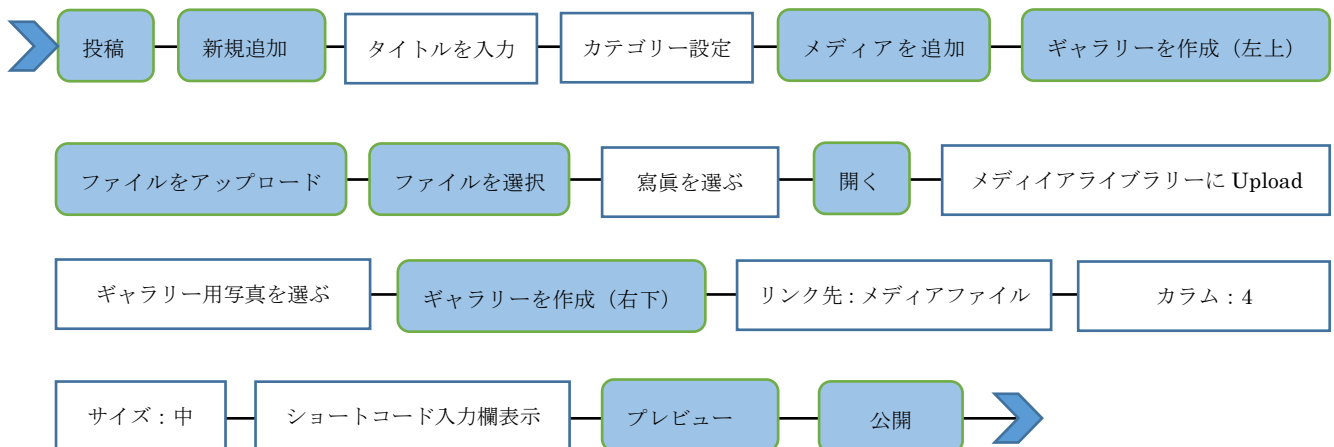 投稿
新規追加
タイトルを入力
カテゴリー設定
メディアを追加
ギャラリーを作成（左上）
ファイルをアップロード
ファイルを選択
寫眞を選ぶ
開く
メディイアライブラリーに Upload
ギャラリー用写真を選ぶ
ギャラリーを作成（右下）
リンク先：メディアファイル
カラム：4
サイズ：中
ショートコード入力欄表示
プレビュー
公開